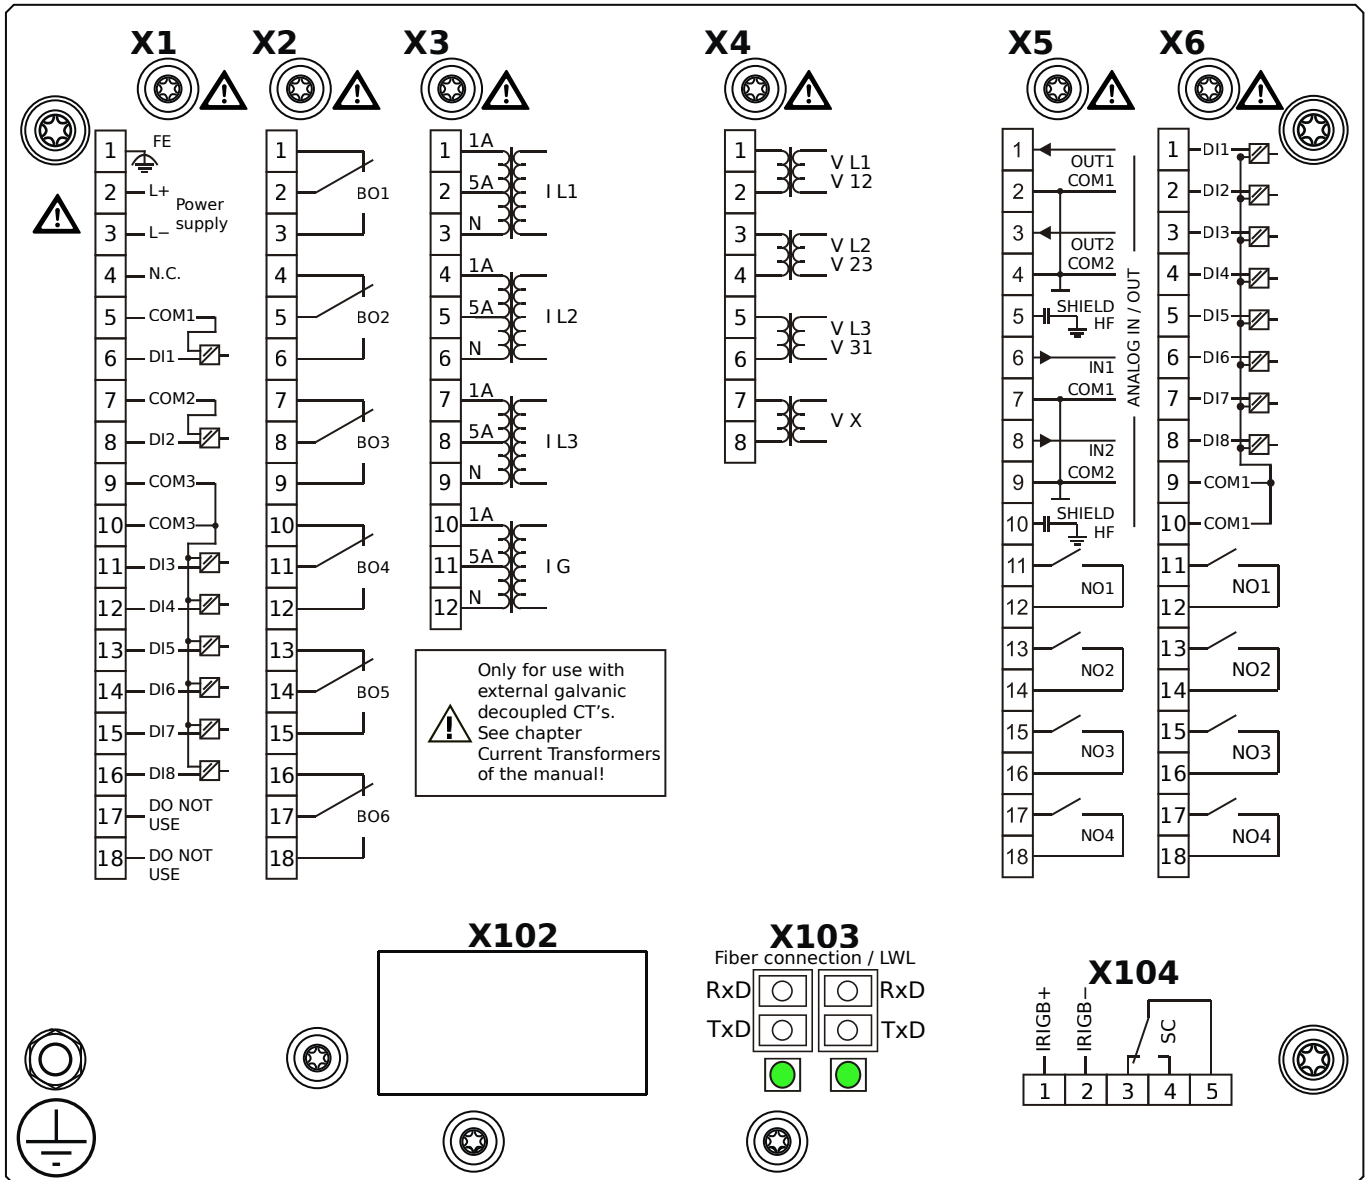 X1 X2 X3 X4 X5 X6
1 FE
2 L+
Power
supply
3 L−
4 N.C.
5 COM1
6 DI1
7 COM2
8 DI2
9 COM3
10 COM3
11 DI3
12 DI4
13 DI5
14 DI6
15 DI7
16 DI8
17 DO NOT
USE
18 DO NOT
USE
1
2 BO1
3
4
5 BO2
6
7
8 BO3
9
10
11 BO4
12
13
14 BO5
15
16
17 BO6
18
1 1A
2 5A I L1
3 N
4 1A
5 5A I L2
6 N
7 1A
8 5A I L3
9 N
10 1A
11 5A I G
12 N
Only for use with
external galvanic
decoupled CT's.
See chapter
Current Transformers
of the manual!
1 V L1
2 V 12
3 V L2
4 V 23
5 V L3
6 V 31
7 V X
8
1 OUT1
2 COM1
3 OUT2
4 COM2
5 SHIELD
HF
6 IN1
7 COM1
8 IN2
9 COM2
10 SHIELD
HF
ANALOG IN / OUT
11
12 NO1
13
14 NO2
15
16 NO3
17
18 NO4
1 DI1
2 DI2
3 DI3
4 DI4
5 DI5
6 DI6
7 DI7
8 DI8
9 COM1
10 COM1
11
12 NO1
13
14 NO2
15
16 NO3
17
18 NO4
X102
X103
Fiber connection / LWL
RxD RxD
TxD TxD
X104
IRIGB+ IRIGB− SC
1 2 3 4 5